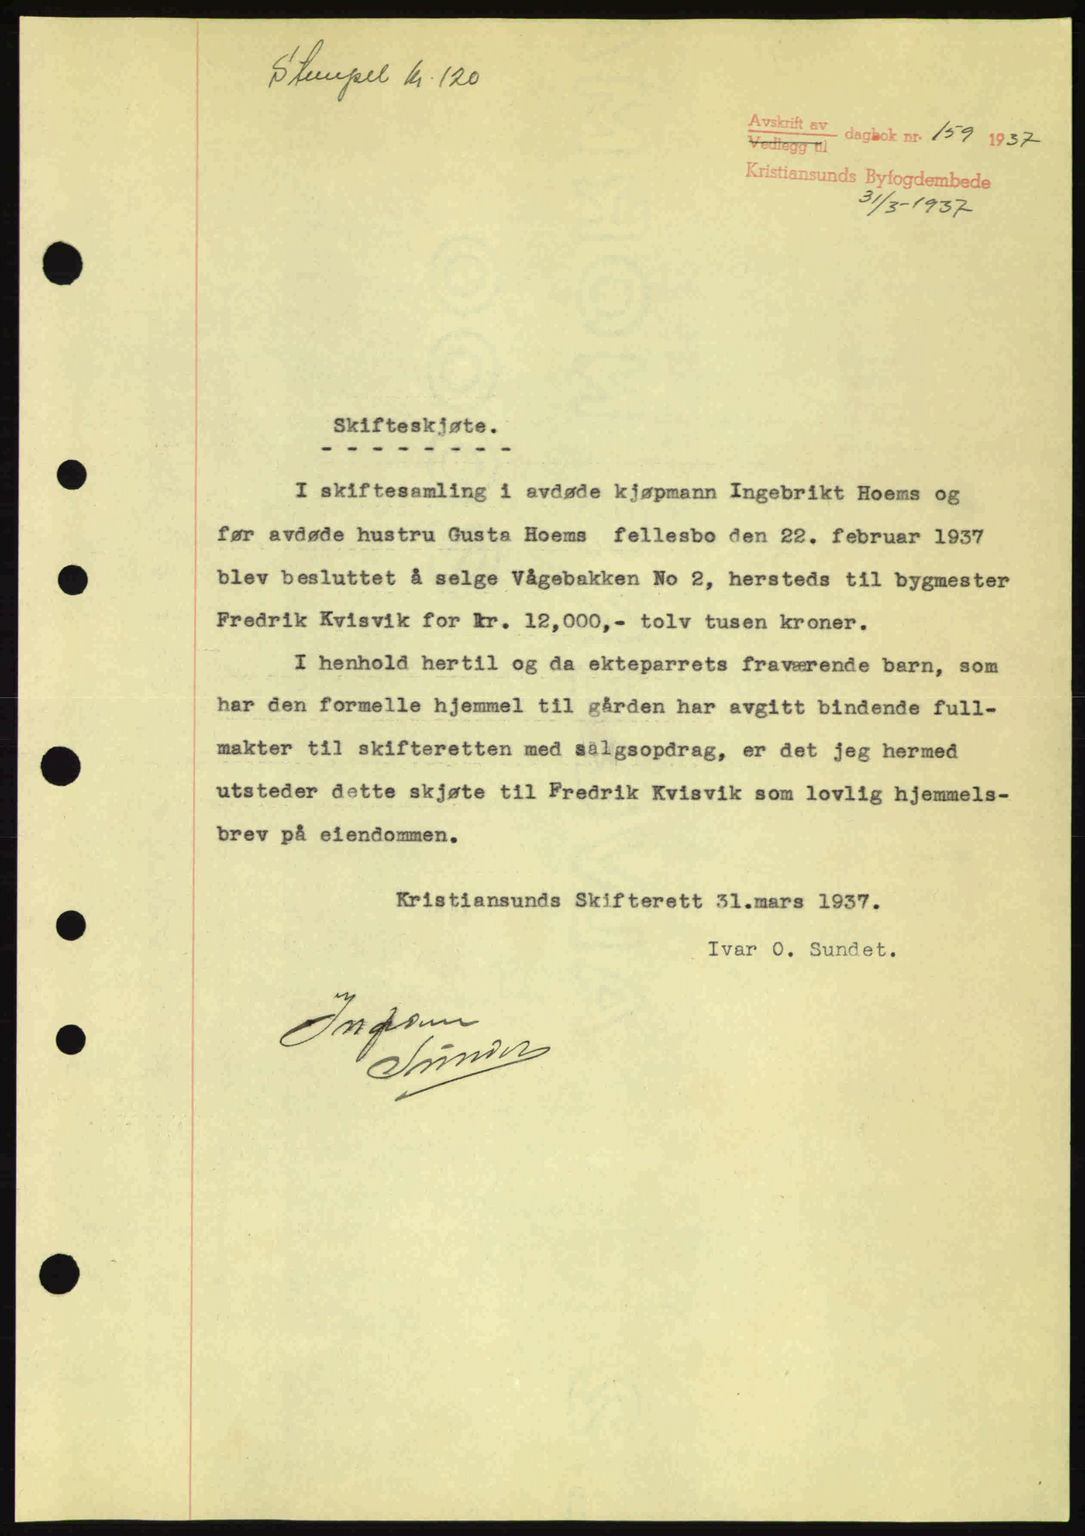 Stempel kr. 120
Avskrift av
Vedlegg til
dagbok nr. 159 1937
Kristiansunds Byfogdembede
31/3-1937
Skifteskjøte.
- - - - - - - -
I skiftesamling i avdøde kjøpmann Ingebrikt Hoems og
før avdøde hustru Gusta Hoems fellesbo den 22. februar 1937
blev besluttet å selge Vågebakken No 2, hersteds til bygmester
Fredrik Kvisvik for kr. 12,000,- tolv tusen kroner.
I henhold hertil og da ekteparrets fraværende barn, som
har den formelle hjemmel til gården har avgitt bindende full-
makter til skifteretten med salgsopdrag, er det jeg hermed
utsteder dette skjøte til Fredrik Kvisvik som lovlig hjemmels-
brev på eiendommen.
Kristiansunds Skifterett 31.mars 1937.
Ivar O. Sundet.